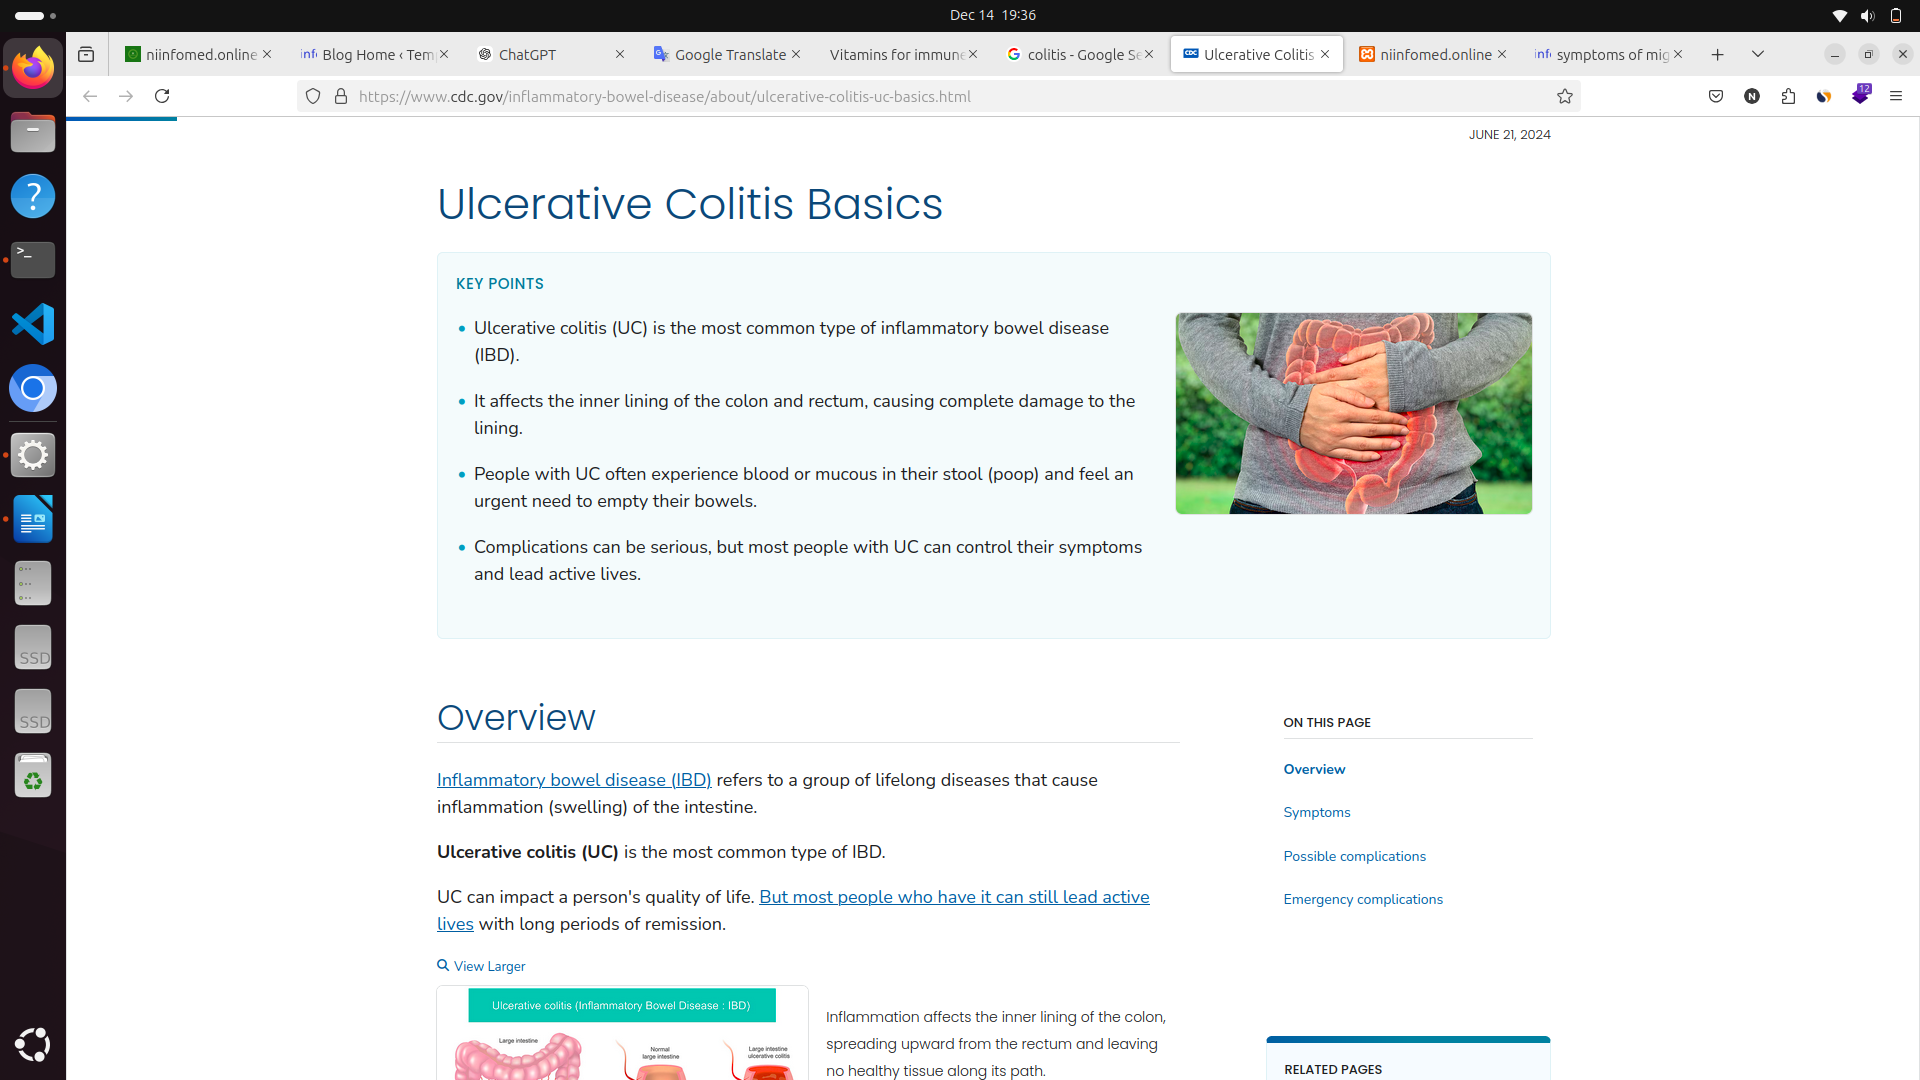 Dec 14 19:36
niinfomed.online
Blog Home ‹ Tem
ChatGPT
Google Translate
Vitamins for immune
colitis - Google Se
Ulcerative Colitis
niinfomed.online
symptoms of mig
https://www.cdc.gov/inflammatory-bowel-disease/about/ulcerative-colitis-uc-basics.html
N
12
JUNE 21, 2024
Ulcerative Colitis Basics
KEY POINTS
Ulcerative colitis (UC) is the most common type of inflammatory bowel disease
(IBD).
It affects the inner lining of the colon and rectum, causing complete damage to the
lining.
People with UC often experience blood or mucous in their stool (poop) and feel an
urgent need to empty their bowels.
Complications can be serious, but most people with UC can control their symptoms
and lead active lives.
Overview
Inflammatory bowel disease (IBD) refers to a group of lifelong diseases that cause
inflammation (swelling) of the intestine.
Ulcerative colitis (UC) is the most common type of IBD.
UC can impact a person's quality of life. But most people who have it can still lead active
lives with long periods of remission.
View Larger
Ulcerative colitis (Inflammatory Bowel Disease : IBD)
Large intestine
Normal
large intestine
Large intestine
ulcerative colitis
Inflammation affects the inner lining of the colon,
spreading upward from the rectum and leaving
no healthy tissue along its path.
ON THIS PAGE
Overview
Symptoms
Possible complications
Emergency complications
RELATED PAGES
SSD
SSD